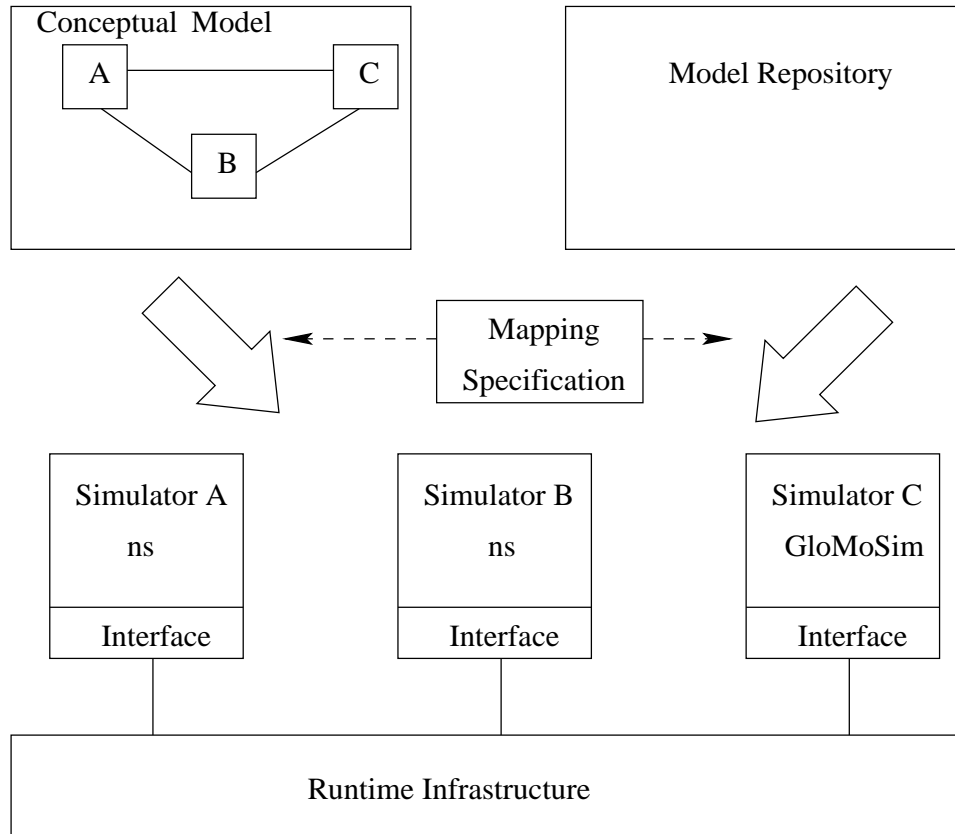 Conceptual Model
A
C
B
Model Repository
Mapping
Specification
Simulator A
ns
Interface
Simulator B
ns
Interface
Simulator C
GloMoSim
Interface
Runtime Infrastructure